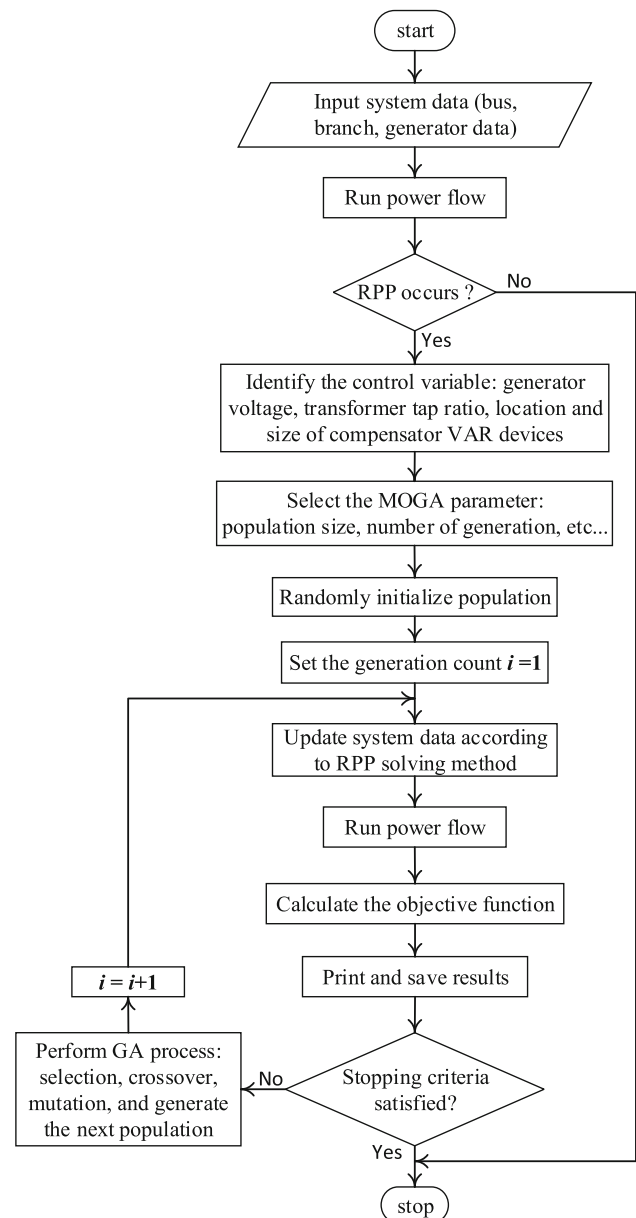 start
Input system data (bus,
branch, generator data)
Run power flow
RPP occurs ?
No
Yes
Identify the control variable: generator
voltage, transformer tap ratio, location and
size of compensator VAR devices
Select the MOGA parameter:
population size, number of generation, etc...
Randomly initialize population
Set the generation count i =1
Update system data according
to RPP solving method
Run power flow
Calculate the objective function
Print and save results
i = i+1
Perform GA process:
selection, crossover,
mutation, and generate
the next population
No
Stopping criteria
satisfied?
Yes
stop